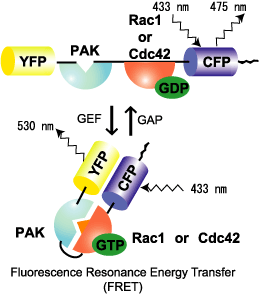 Rac1
or
Cdc42
433 nm
475 nm
YFP
PAK
CFP
GDP
GEF
GAP
530 nm
YFP
CFP
433 nm
PAK
GTP
Rac1 or Cdc42
Fluorescence Resonance Energy Transfer
(FRET)